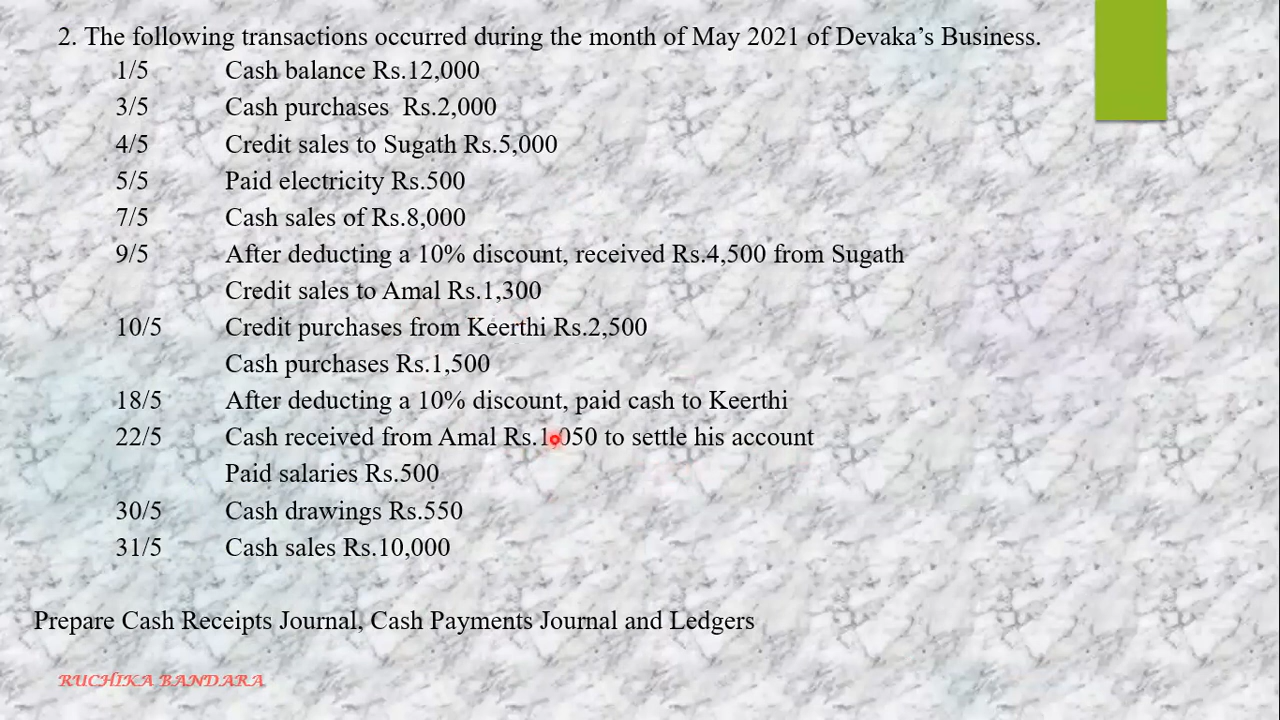 2. The following transactions occurred during the month of May 2021 of Devaka’s Business.
1/5 Cash balance Rs.12,000
3/5 Cash purchases Rs.2,000
4/5 Credit sales to Sugath Rs.5,000
5/5 Paid electricity Rs.500
7/5 Cash sales of Rs.8,000
9/5 After deducting a 10% discount, received Rs.4,500 from Sugath
Credit sales to Amal Rs.1,300
10/5 Credit purchases from Keerthi Rs.2,500
Cash purchases Rs.1,500
18/5 After deducting a 10% discount, paid cash to Keerthi
22/5 Cash received from Amal Rs.1,050 to settle his account
Paid salaries Rs.500
30/5 Cash drawings Rs.550
31/5 Cash sales Rs.10,000
Prepare Cash Receipts Journal, Cash Payments Journal and Ledgers
RUCHIKA BANDARA